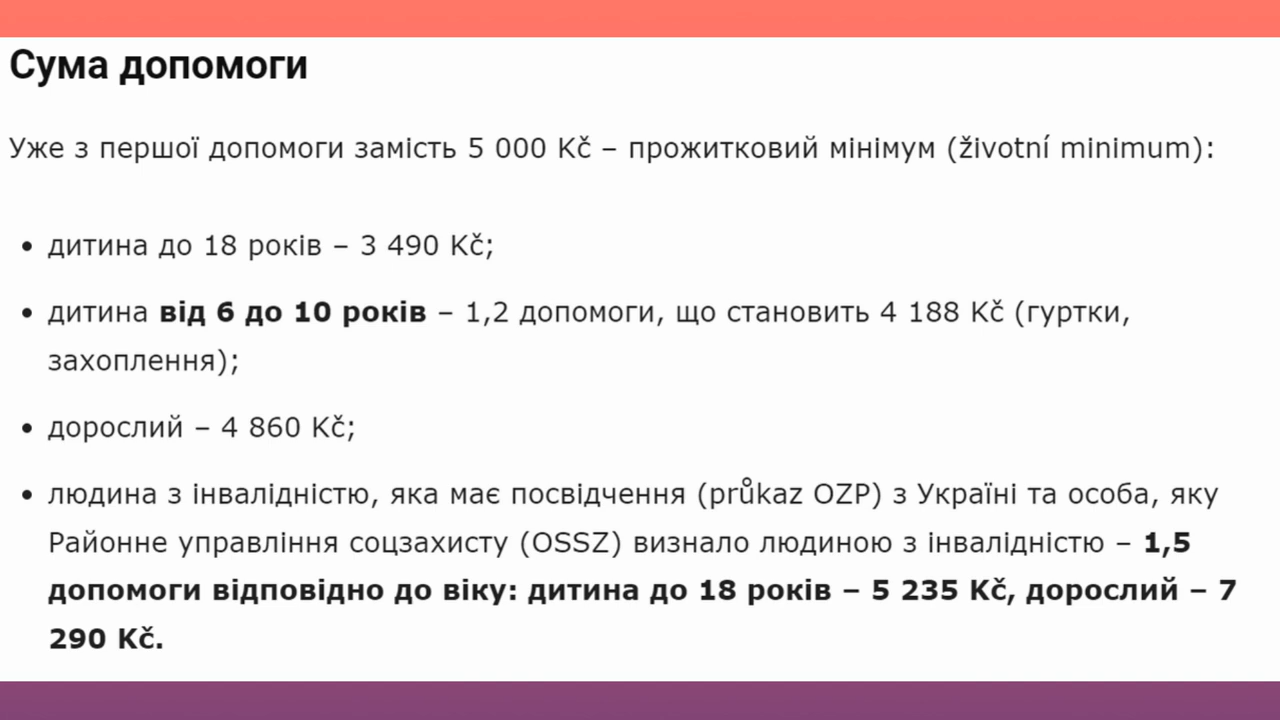 Сума допомоги
Уже з першої допомоги замість 5 000 Kč – прожитковий мінімум (životní minimum):
• дитина до 18 років – 3 490 Kč;
• дитина від 6 до 10 років – 1,2 допомоги, що становить 4 188 Kč (гуртки,
захоплення);
• дорослий – 4 860 Kč;
• людина з інвалідністю, яка має посвідчення (průkaz OZP) з Україні та особа, яку
Районне управління соцзахисту (OSSZ) визнало людиною з інвалідністю – 1,5
допомоги відповідно до віку: дитина до 18 років – 5 235 Kč, дорослий – 7
290 Kč.